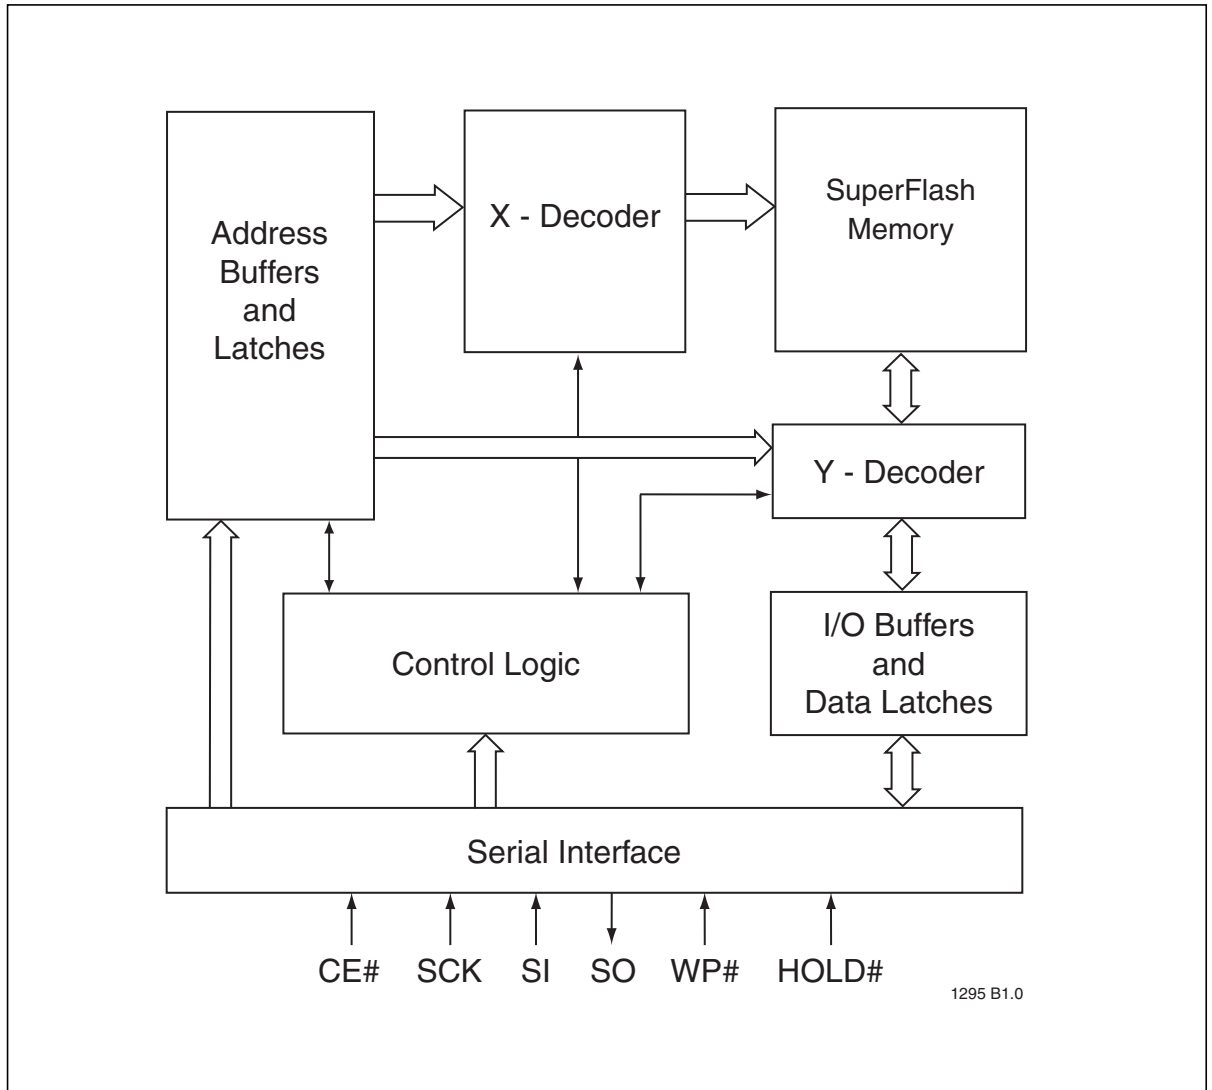 Address
Buffers
and
Latches
X - Decoder
SuperFlash
Memory
Y - Decoder
Control Logic
I/O Buffers
and
Data Latches
Serial Interface
CE# SCK SI SO WP# HOLD#
1295 B1.0